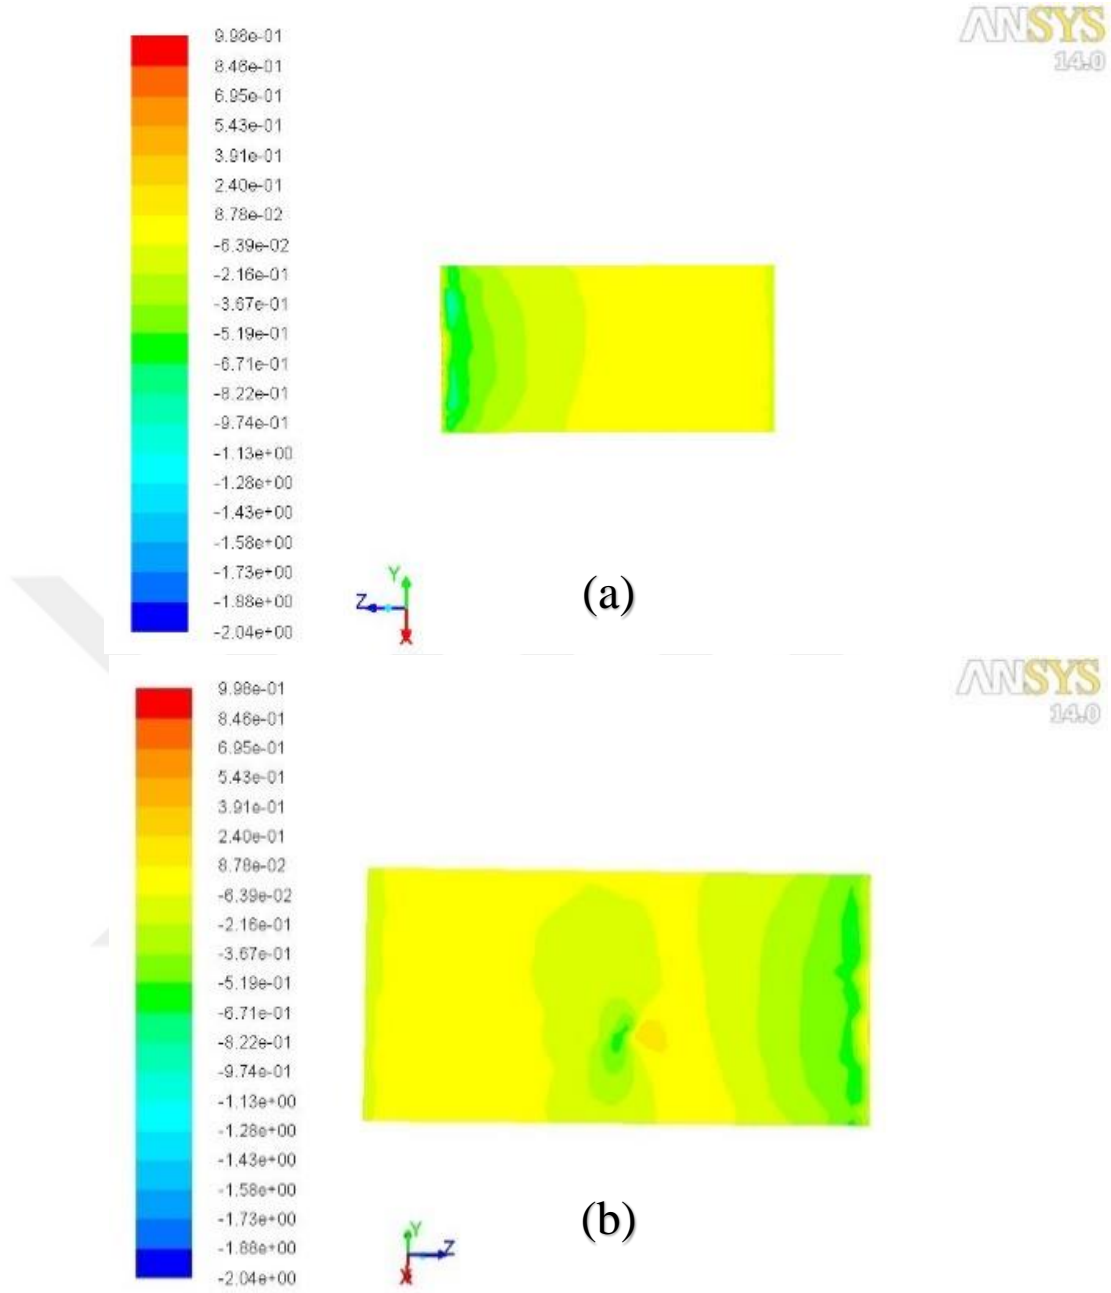 ANSYS
14.0
9.98e-01
8.46e-01
6.95e-01
5.43e-01
3.91e-01
2.40e-01
8.78e-02
-6.39e-02
-2.16e-01
-3.67e-01
-5.19e-01
-6.71e-01
-8.22e-01
-9.74e-01
-1.13e+00
-1.28e+00
-1.43e+00
-1.58e+00
-1.73e+00
-1.88e+00
-2.04e+00
Y
Z
X
(a)
ANSYS
14.0
9.98e-01
8.46e-01
6.95e-01
5.43e-01
3.91e-01
2.40e-01
8.78e-02
-6.39e-02
-2.16e-01
-3.67e-01
-5.19e-01
-6.71e-01
-8.22e-01
-9.74e-01
-1.13e+00
-1.28e+00
-1.43e+00
-1.58e+00
-1.73e+00
-1.88e+00
-2.04e+00
Y
Z
X
(b)